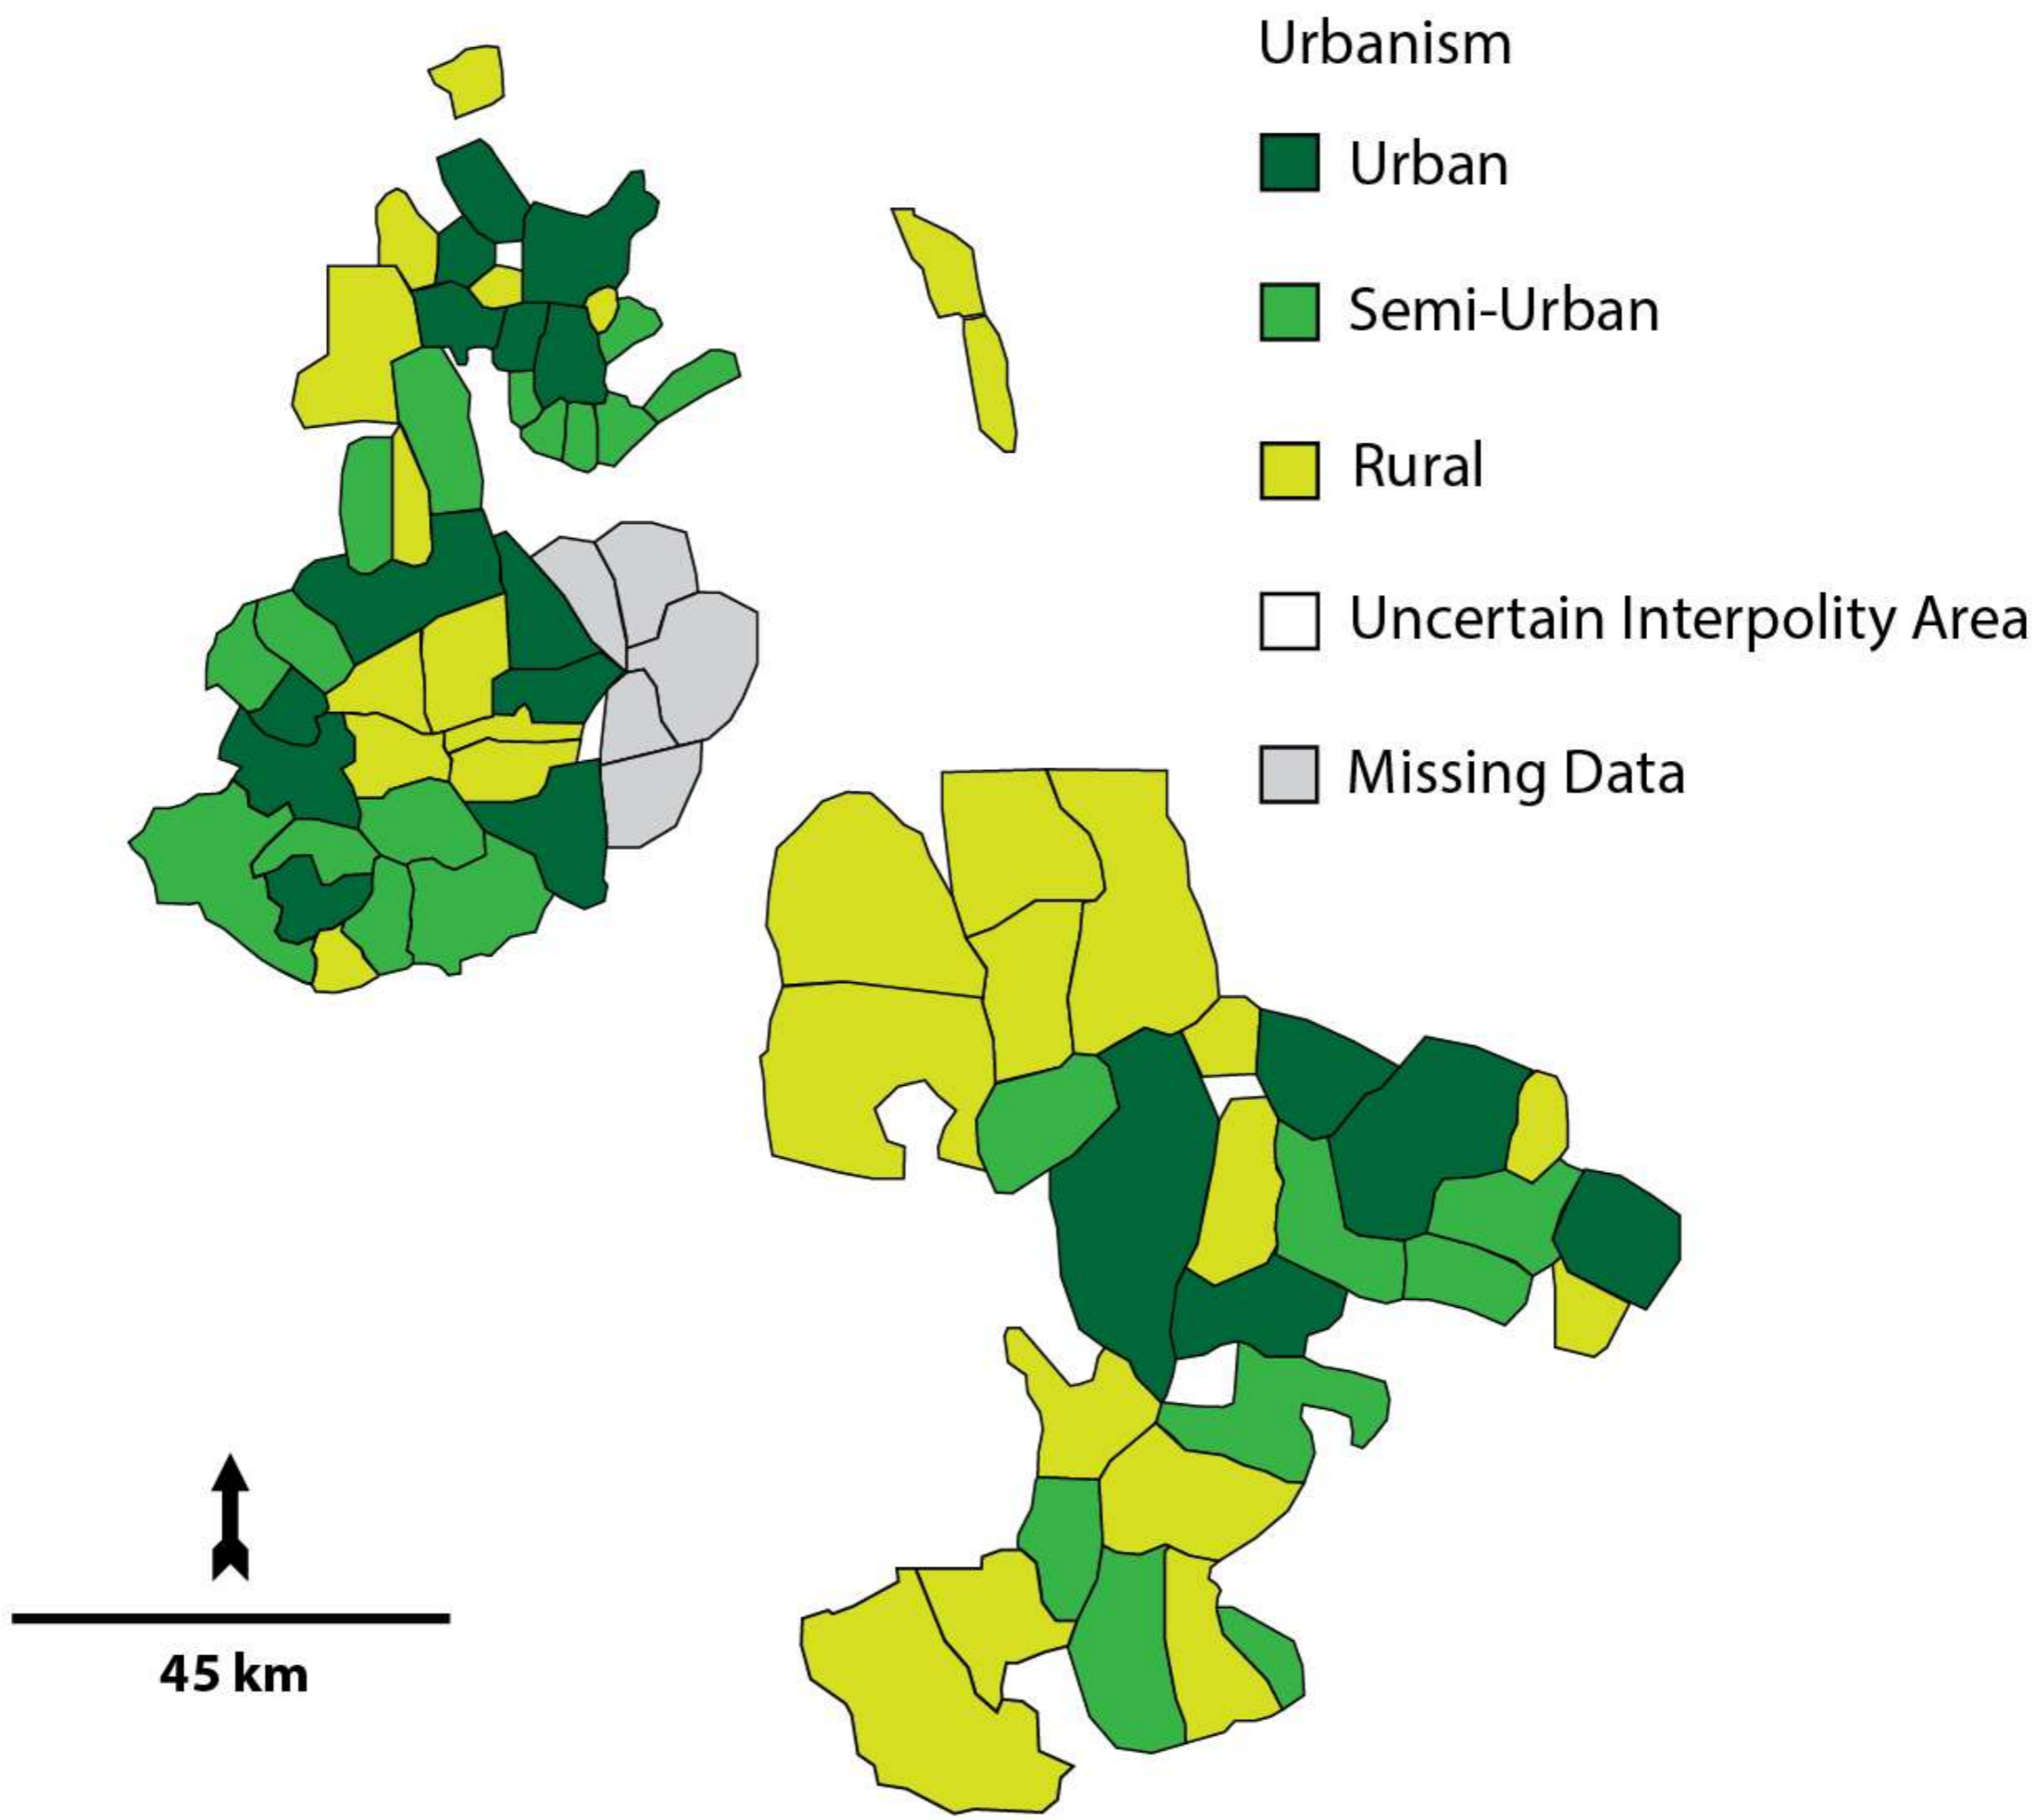 Urbanism
Urban
Semi-Urban
Rural
Uncertain Interpolity Area
Missing Data
45 km